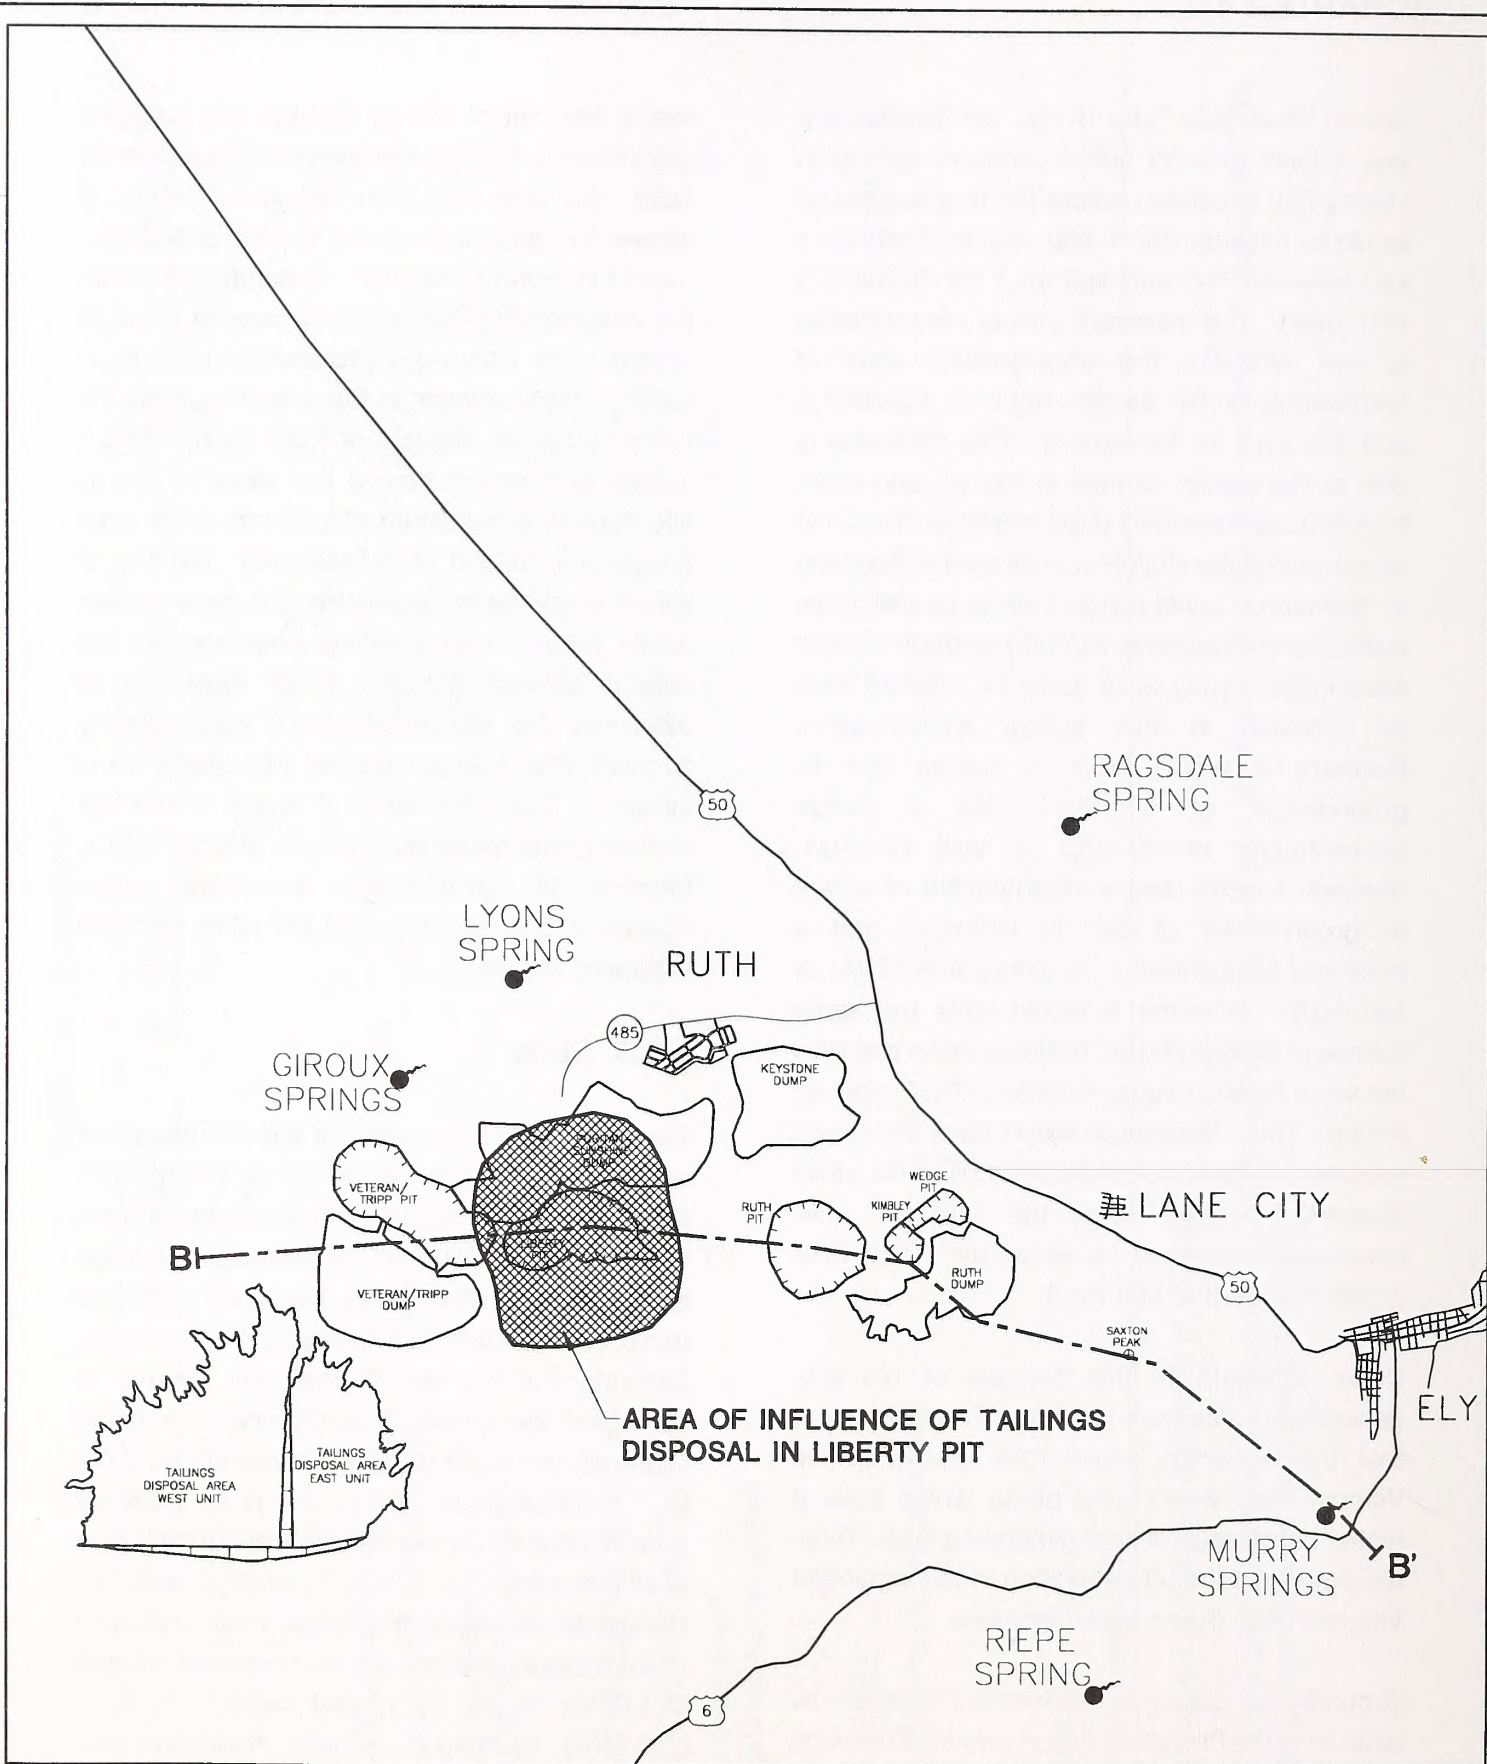 50
RAGSDALE
SPRING
LYONS
SPRING
RUTH
485
GIROUX
SPRINGS
KEYSTONE
DUMP
DUMP
VETERAN/
TRIPP PIT
WEDGE
PIT
KIMBLEY
PIT
RUTH
PIT
LANE CITY
B
PIT
RUTH
DUMP
50
VETERAN/TRIPP
DUMP
SAXTON
PEAK
ELY
AREA OF INFLUENCE OF TAILINGS
DISPOSAL IN LIBERTY PIT
TAILINGS
DISPOSAL AREA
EAST UNIT
TAILINGS
DISPOSAL AREA
WEST UNIT
MURRY
SPRINGS
B'
RIEPE
SPRING
6